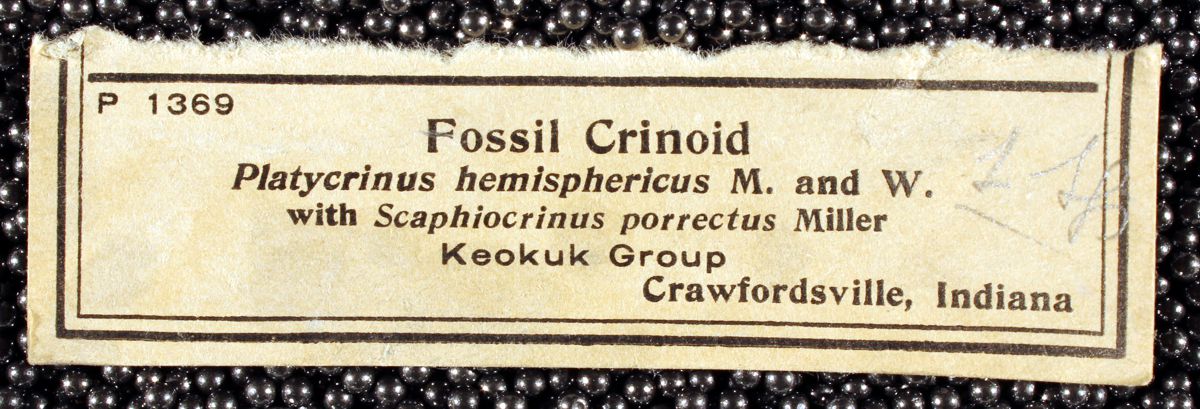 P 1369
Fossil Crinoid
Platycrinus hemisphericus M. and W.
with Scaphiocrinus porrectus Miller
Keokuk Group
Crawfordsville, Indiana